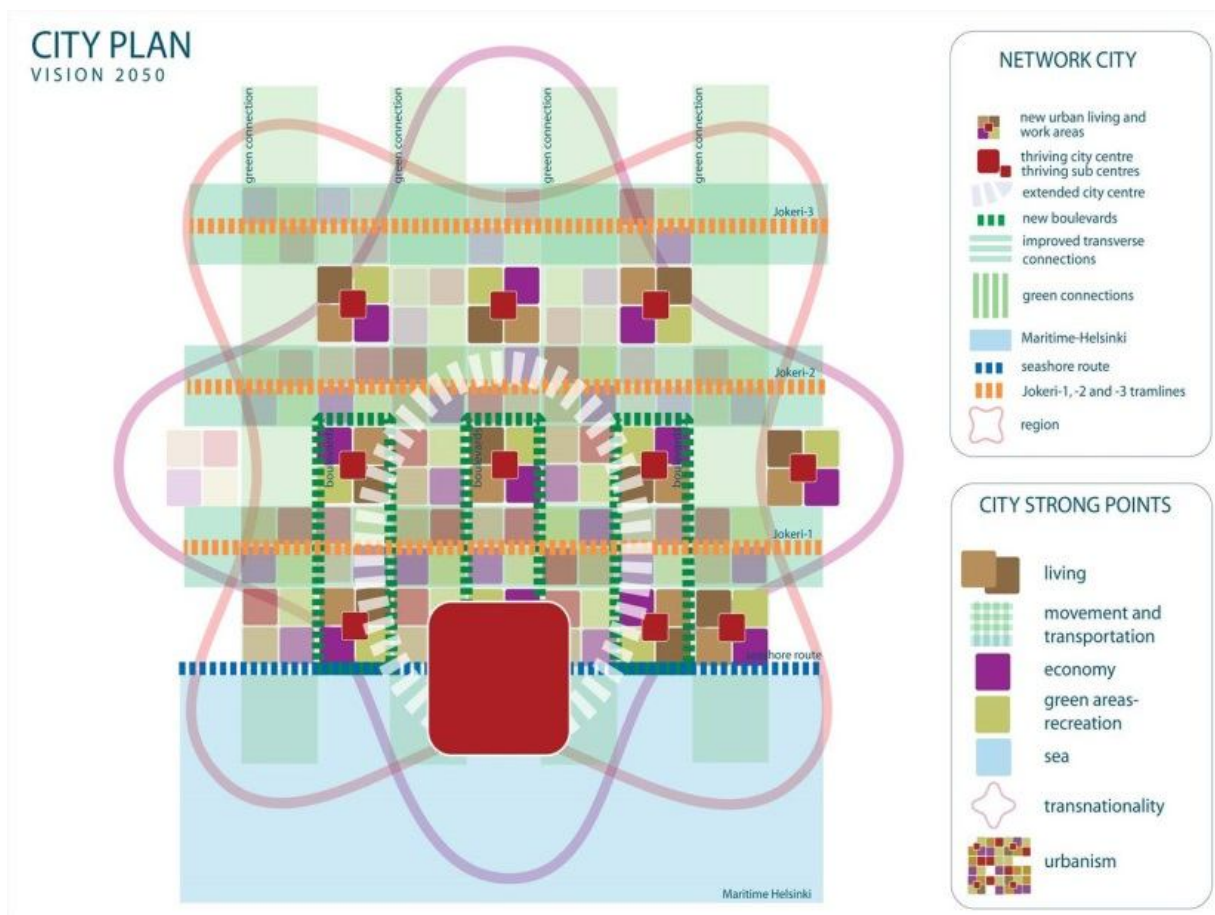 CITY PLAN
VISION 2050
green connection
green connection
green connection
green connection
Jokeri-3
Jokeri-2
boulevards
boulevards
boulevards
Jokeri-1
seashore route
Maritime Helsinki
NETWORK CITY
new urban living and
work areas
thriving city centre
thriving sub centres
extended city centre
new boulevards
improved transverse
connections
green connections
Maritime-Helsinki
seashore route
Jokeri-1, -2 and -3 tramlines
region
CITY STRONG POINTS
living
movement and
transportation
economy
green areas-
recreation
sea
transnationality
urbanism